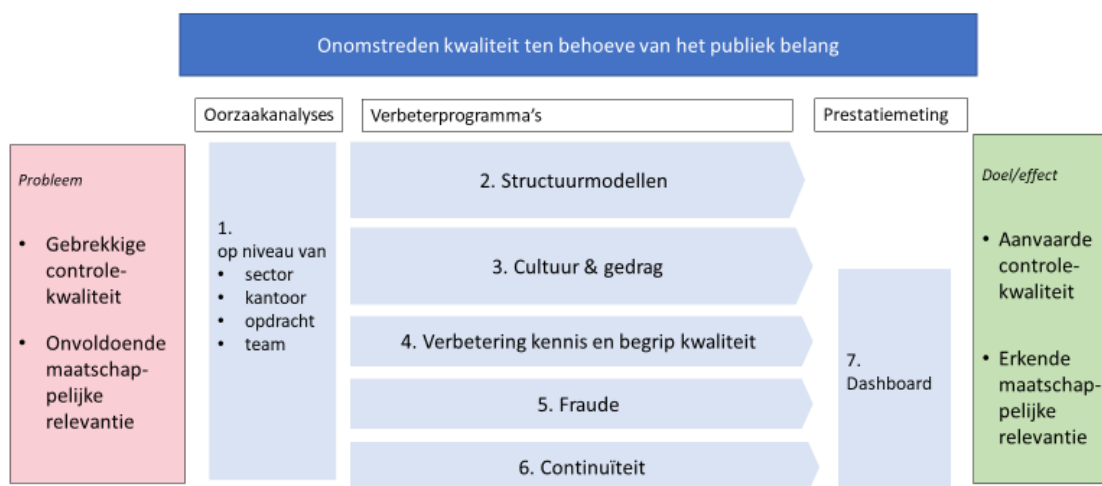 Onomstreden kwaliteit ten behoeve van het publiek belang
Oorzaakanalyses
Verbeterprogramma's
Prestatiemeting
Probleem
• Gebrekkige
controle-
kwaliteit
• Onvoldoende
maatschap-
pelijke
relevantie
1.
op niveau van
• sector
• kantoor
• opdracht
• team
2. Structuurmodellen
3. Cultuur & gedrag
4. Verbetering kennis en begrip kwaliteit
5. Fraude
6. Continuïteit
7.
Dashboard
Doel/effect
• Aanvaarde
controle-
kwaliteit
• Erkende
maatschap-
pelijke
relevantie